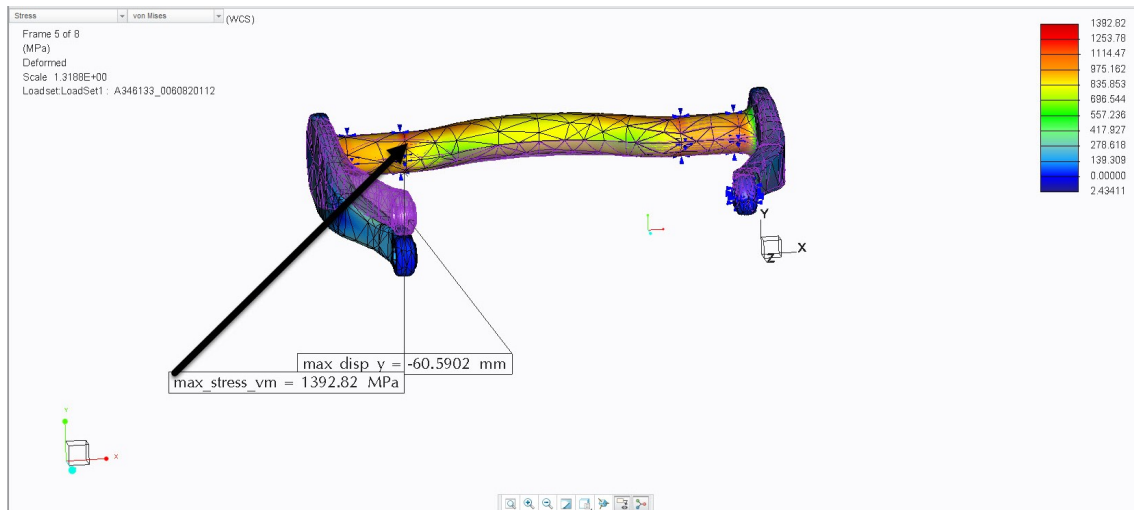 Stress von Mises (WCS)
Frame 5 of 8
(MPa)
Deformed
Scale 1.3188E+00
Loadset:LoadSet1 : A346133_0060820112
1392.82
1253.78
1114.47
975.162
835.853
696.544
557.236
417.927
278.618
139.309
0.00000
2.43411
Y
X
Z
max disp y = -60.5902 mm
max_stress_vm = 1392.82 MPa
Y
X